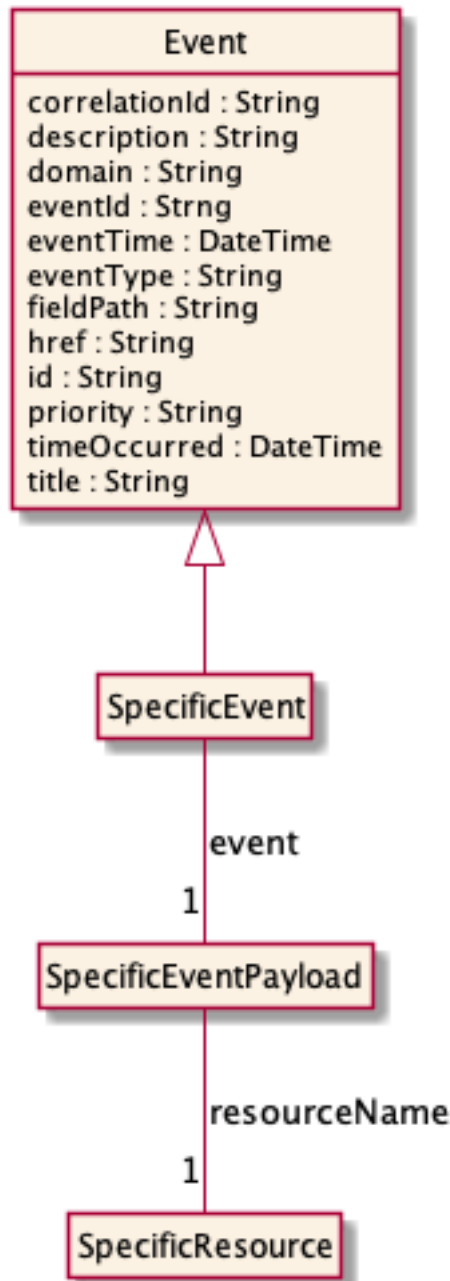 Event
correlationId : String
description : String
domain : String
eventId : Strng
eventTime : DateTime
eventType : String
fieldPath : String
href : String
id : String
priority : String
timeOccurred : DateTime
title : String
SpecificEvent
event
1
SpecificEventPayload
resourceName
1
SpecificResource